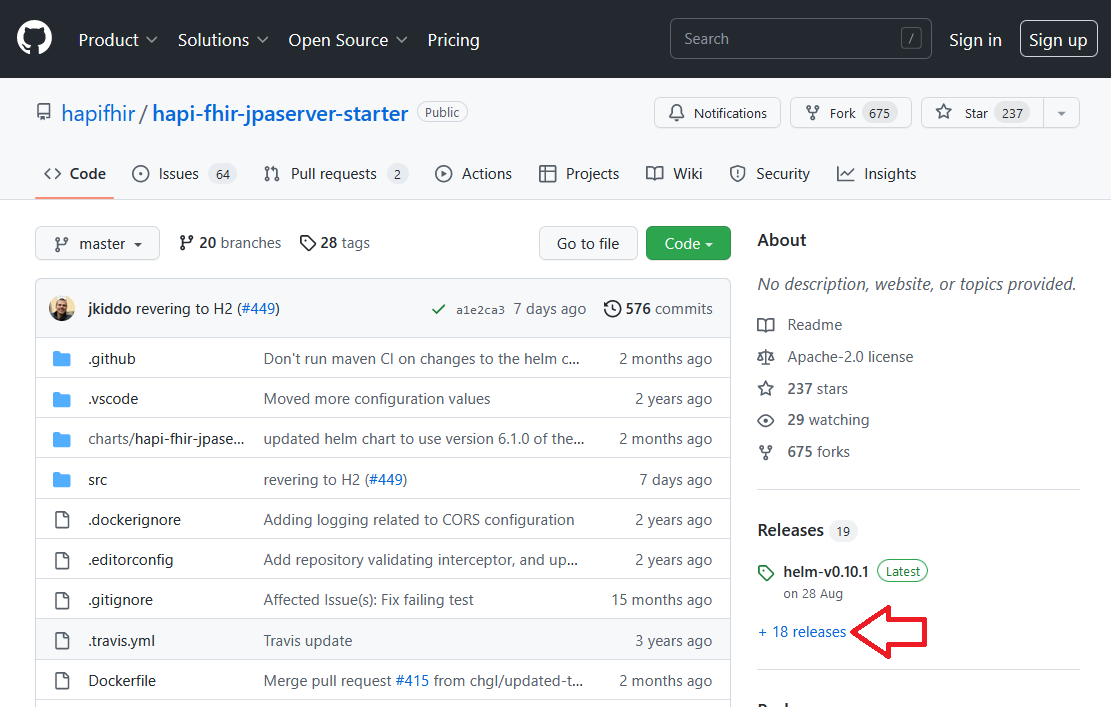 Product Solutions Open Source Pricing Search / Sign in Sign up
hapifhir / hapi-fhir-jpaserver-starter Public Notifications Fork 675 Star 237
Code Issues 64 Pull requests 2 Actions Projects Wiki Security Insights
master 20 branches 28 tags Go to file Code
jkiddo revering to H2 (#449) a1e2ca3 7 days ago 576 commits
.github Don't run maven CI on changes to the helm c... 2 months ago
.vscode Moved more configuration values 2 years ago
charts/hapi-fhir-jpase... updated helm chart to use version 6.1.0 of the... 2 months ago
src revering to H2 (#449) 7 days ago
.dockerignore Adding logging related to CORS configuration 2 years ago
.editorconfig Add repository validating interceptor, and up... 2 years ago
.gitignore Affected Issue(s): Fix failing test 15 months ago
.travis.yml Travis update 3 years ago
Dockerfile Merge pull request #415 from chgl/updated-t... 2 months ago
About
No description, website, or topics provided.
Readme
Apache-2.0 license
237 stars
29 watching
675 forks
Releases 19
helm-v0.10.1 Latest
on 28 Aug
+ 18 releases